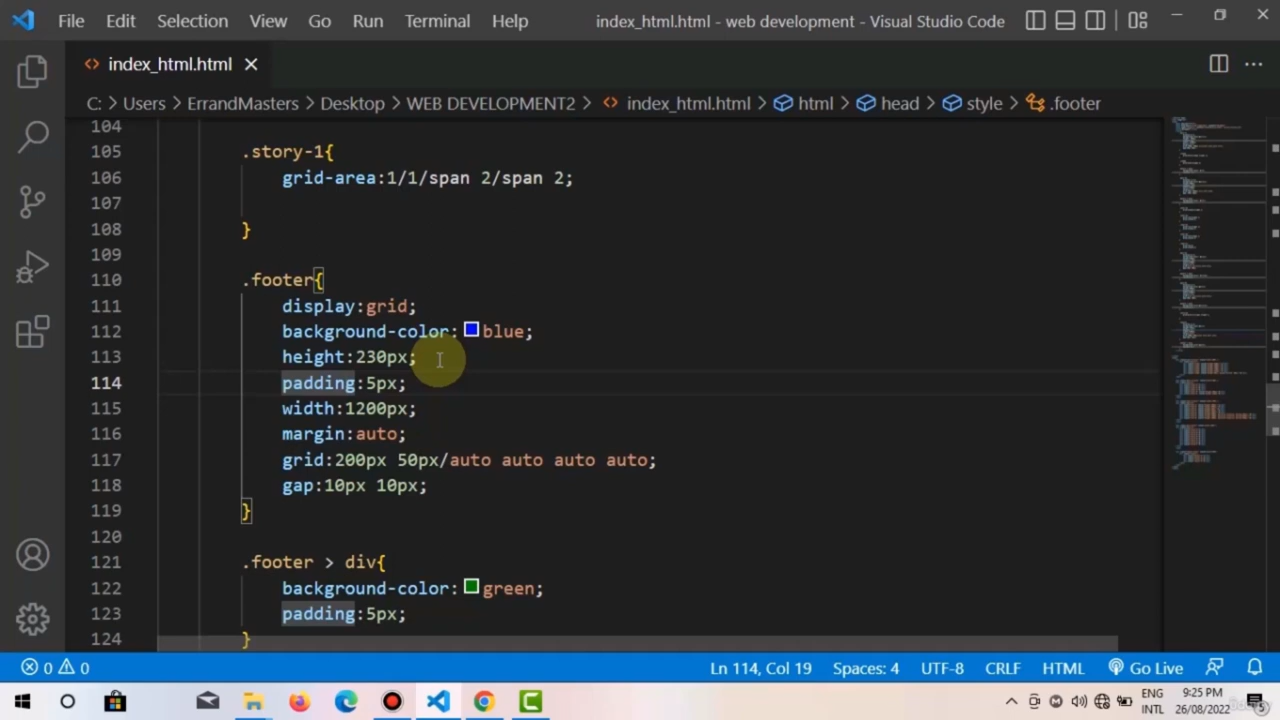 File Edit Selection View Go Run Terminal Help index_html.html - web development - Visual Studio Code
index_html.html
C: > Users > ErrandMasters > Desktop > WEB DEVELOPMENT2 > index_html.html > html > head > style > .footer
104
105 .story-1{
106 grid-area:1/1/span 2/span 2;
107
108 }
109
110 .footer{
111 display:grid;
112 background-color: blue;
113 height:230px;
114 padding:5px;
115 width:1200px;
116 margin:auto;
117 grid:200px 50px/auto auto auto auto;
118 gap:10px 10px;
119 }
120
121 .footer > div{
122 background-color: green;
123 padding:5px;
124 }
0 0 Ln 114, Col 19 Spaces: 4 UTF-8 CRLF HTML Go Live
ENG 9:25 PM
INTL 26/08/2022